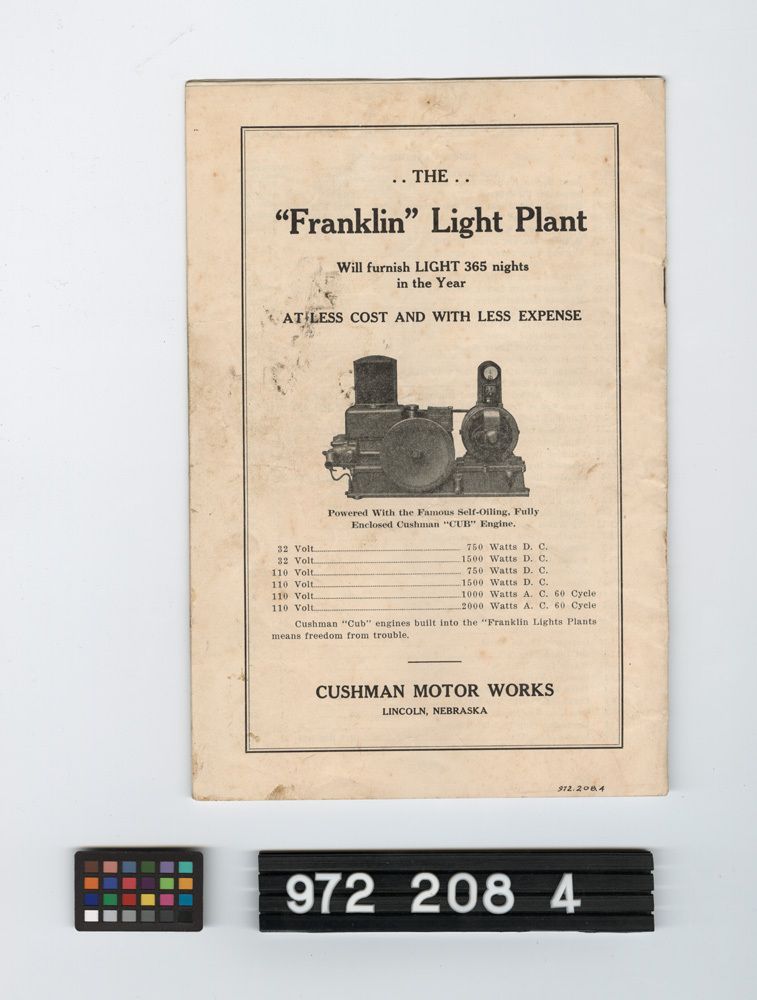 .. THE ..
"Franklin" Light Plant
Will furnish LIGHT 365 nights
in the Year
AT LESS COST AND WITH LESS EXPENSE
Powered With the Famous Self-Oiling, Fully
Enclosed Cushman "CUB" Engine.
32 Volt........ 750 Watts D. C.
32 Volt........1500 Watts D. C.
110 Volt........ 750 Watts D. C.
110 Volt........1500 Watts D. C.
110 Volt........1000 Watts A. C. 60 Cycle
110 Volt........2000 Watts A. C. 60 Cycle
Cushman "Cub" engines built into the "Franklin Lights Plants
means freedom from trouble.
CUSHMAN MOTOR WORKS
LINCOLN, NEBRASKA
972.208.4
972 208 4